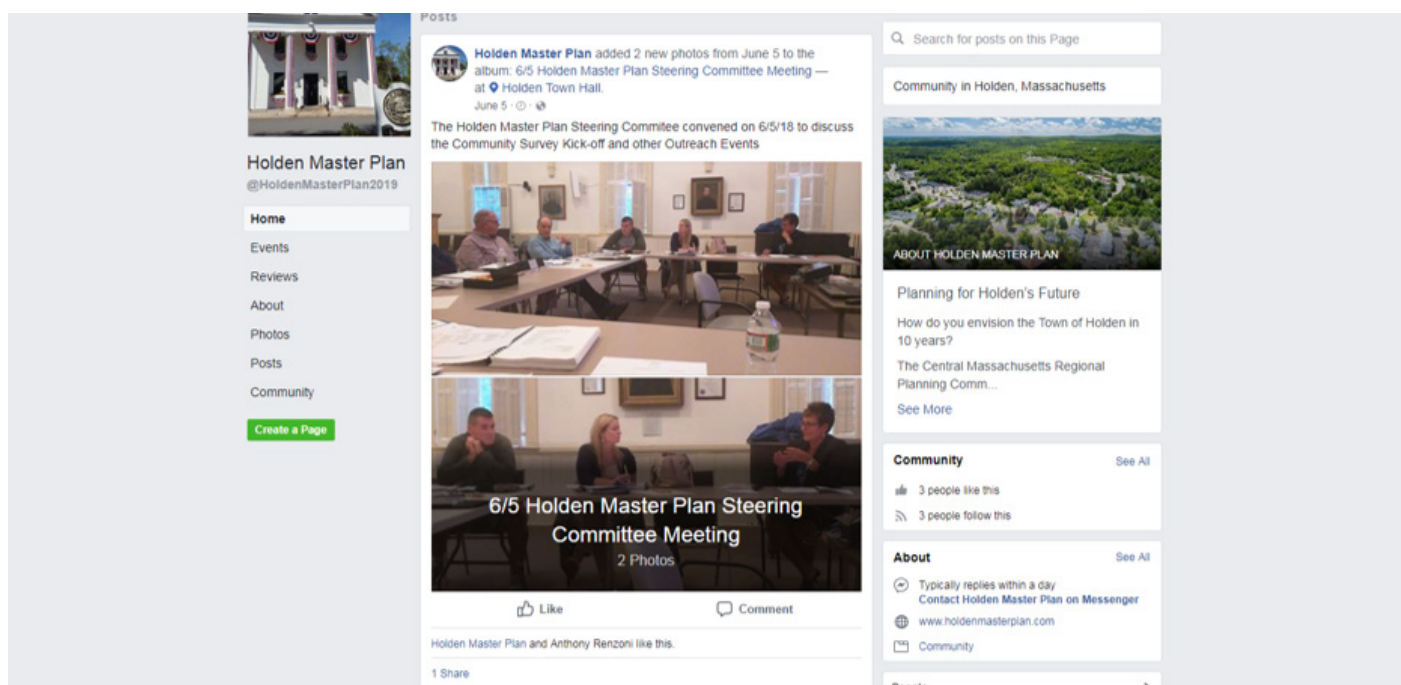 Posts
Holden Master Plan
@HoldenMasterPlan2019
Home
Events
Reviews
About
Photos
Posts
Community
Create a Page
Holden Master Plan added 2 new photos from June 5 to the
album: 6/5 Holden Master Plan Steering Committee Meeting —
at Holden Town Hall.
June 5
The Holden Master Plan Steering Commitee convened on 6/5/18 to discuss
the Community Survey Kick-off and other Outreach Events
6/5 Holden Master Plan Steering
Committee Meeting
2 Photos
Like
Comment
Holden Master Plan and Anthony Renzoni like this.
1 Share
Search for posts on this Page
Community in Holden, Massachusetts
ABOUT HOLDEN MASTER PLAN
Planning for Holden's Future
How do you envision the Town of Holden in
10 years?
The Central Massachusetts Regional
Planning Comm...
See More
Community
See All
3 people like this
3 people follow this
About
See All
Typically replies within a day
Contact Holden Master Plan on Messenger
www.holdenmasterplan.com
Community